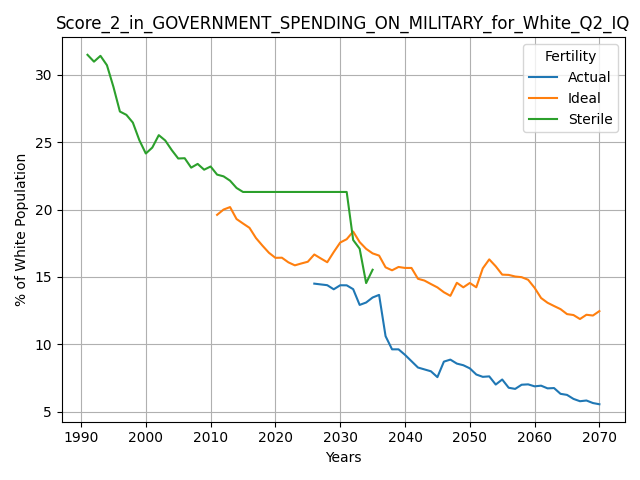 Score_2_in_GOVERNMENT_SPENDING_ON_MILITARY_for_White_Q2_IQ
Fertility
Actual
Ideal
Sterile
% of White Population
30
25
20
15
10
5
1990 2000 2010 2020 2030 2040 2050 2060 2070
Years